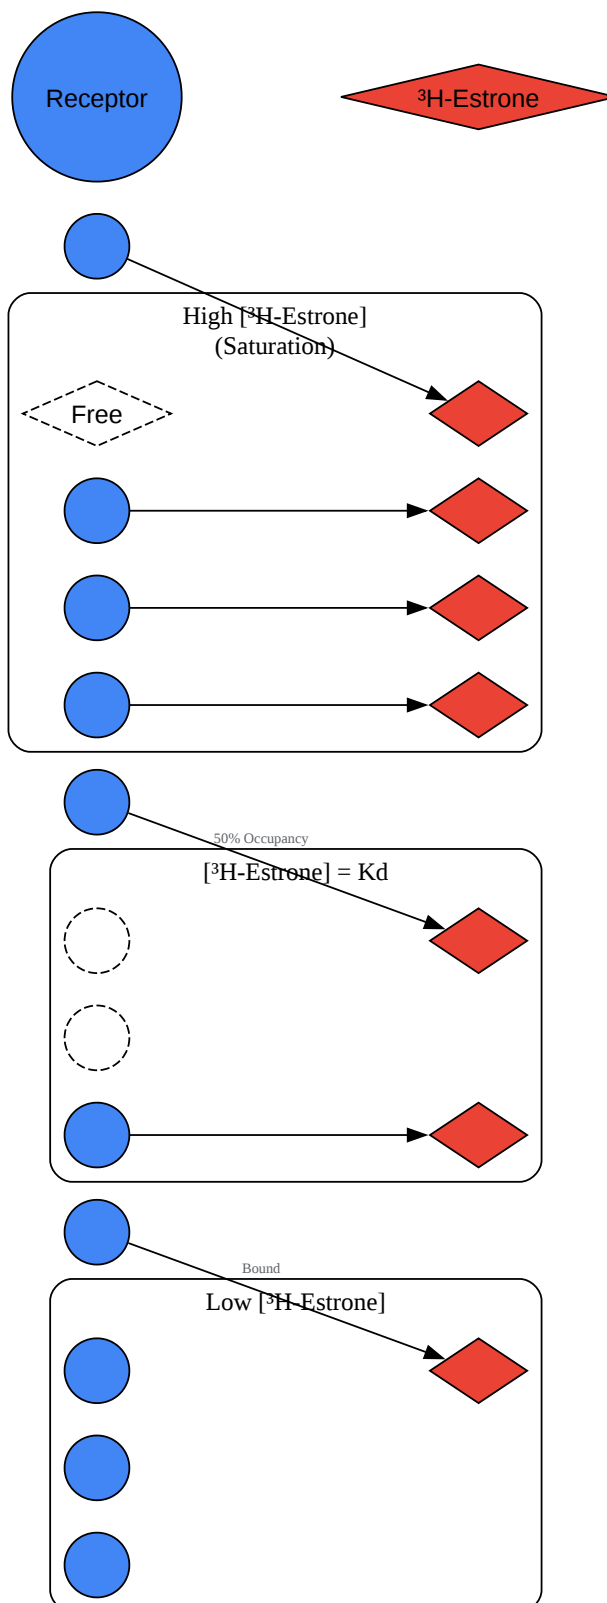 Receptor
³H-Estrone
High [³H-Estrone]
(Saturation)
Free
50% Occupancy
[³H-Estrone] = Kd
Bound
Low [³H-Estrone]